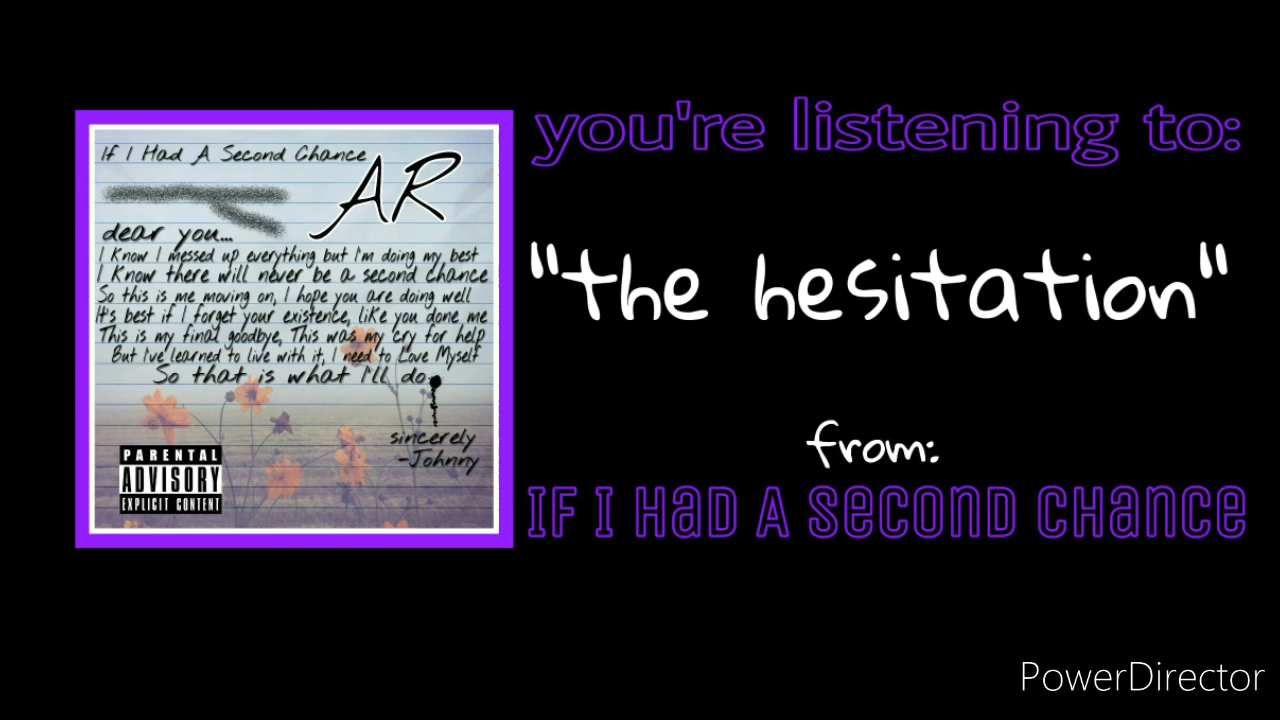 If I Had A Second Chance
AR
dear you...
I Know I messed up everything but I'm doing my best
I Know there will never be a second chance
So this is me moving on, I hope you are doing well
It's best if I forget your existence, like you done me
This is my final goodbye, This was my cry for help
But I've learned to live with it, I need to Love Myself
So that is what I'll do.
sincerely
-Johnny
PARENTAL
ADVISORY
EXPLICIT CONTENT
you're listening to:
"the hesitation"
from:
IF I HaD A SeCOND CHaNCe
PowerDirector